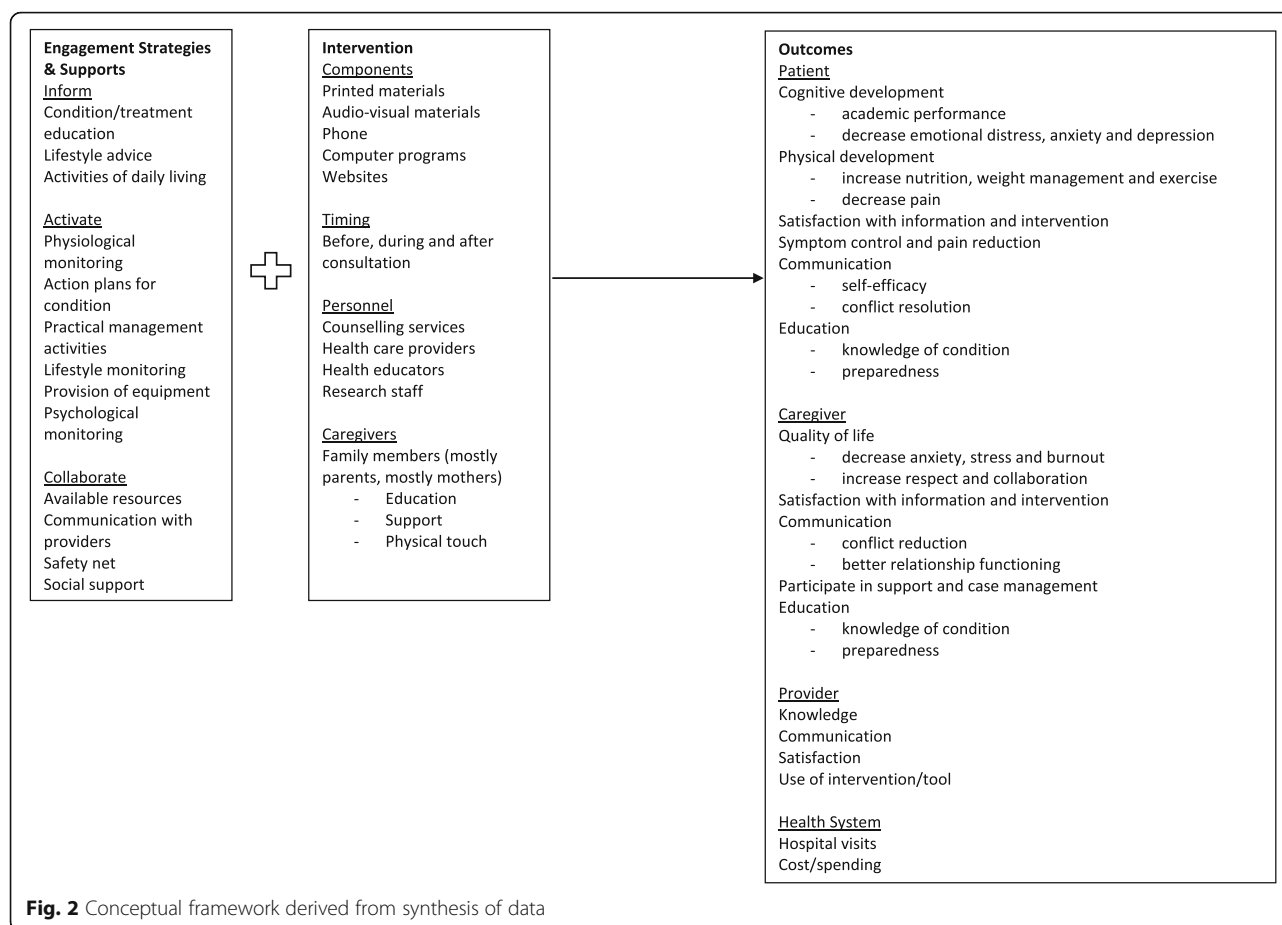 Engagement Strategies
& Supports
Inform
Condition/treatment
education
Lifestyle advice
Activities of daily living
Activate
Physiological
monitoring
Action plans for
condition
Practical management
activities
Lifestyle monitoring
Provision of equipment
Psychological
monitoring
Collaborate
Available resources
Communication with
providers
Safety net
Social support
Intervention
Components
Printed materials
Audio-visual materials
Phone
Computer programs
Websites
Timing
Before, during and after
consultation
Personnel
Counselling services
Health care providers
Health educators
Research staff
Caregivers
Family members (mostly
parents, mostly mothers)
- Education
- Support
- Physical touch
Outcomes
Patient
Cognitive development
- academic performance
- decrease emotional distress, anxiety and depression
Physical development
- increase nutrition, weight management and exercise
- decrease pain
Satisfaction with information and intervention
Symptom control and pain reduction
Communication
- self-efficacy
- conflict resolution
Education
- knowledge of condition
- preparedness
Caregiver
Quality of life
- decrease anxiety, stress and burnout
- increase respect and collaboration
Satisfaction with information and intervention
Communication
- conflict reduction
- better relationship functioning
Participate in support and case management
Education
- knowledge of condition
- preparedness
Provider
Knowledge
Communication
Satisfaction
Use of intervention/tool
Health System
Hospital visits
Cost/spending
Fig. 2 Conceptual framework derived from synthesis of data